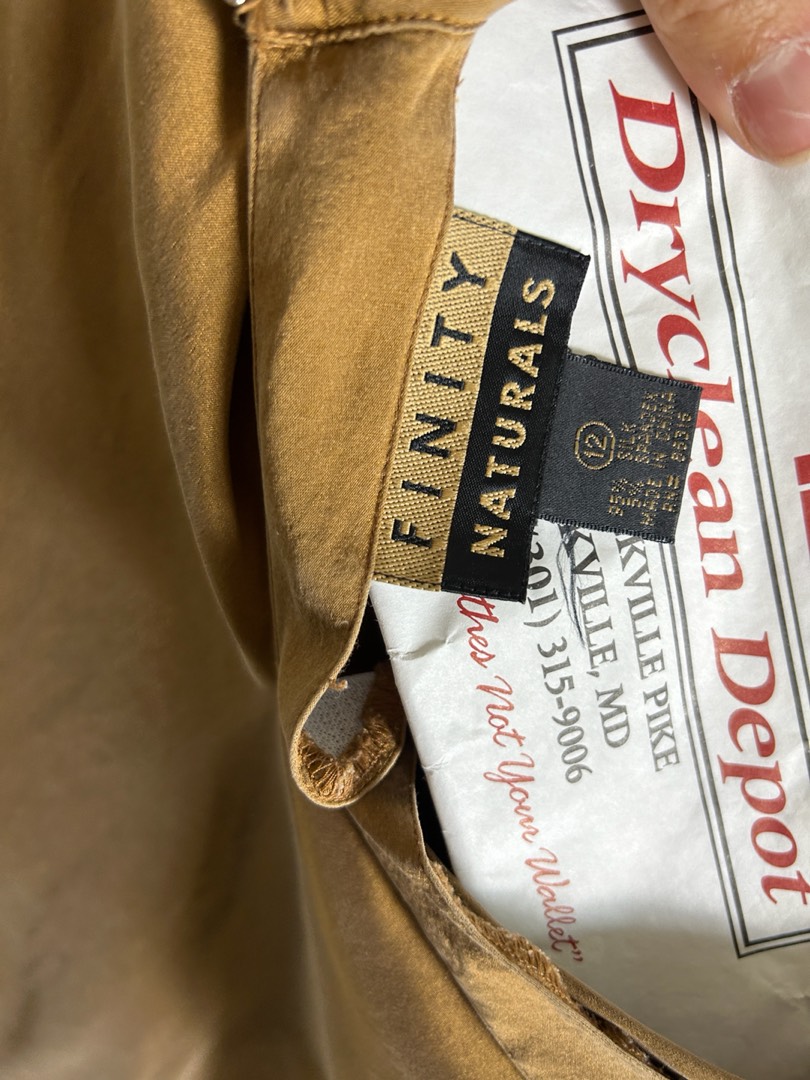 FINITY
NATURALS
12
95% SILK
5% SPANDEX
MADE IN CHINA
Dryclean Depot
KVILLE PIKE
KVILLE, MD
301) 315-9006
thes Not Your Wallet"